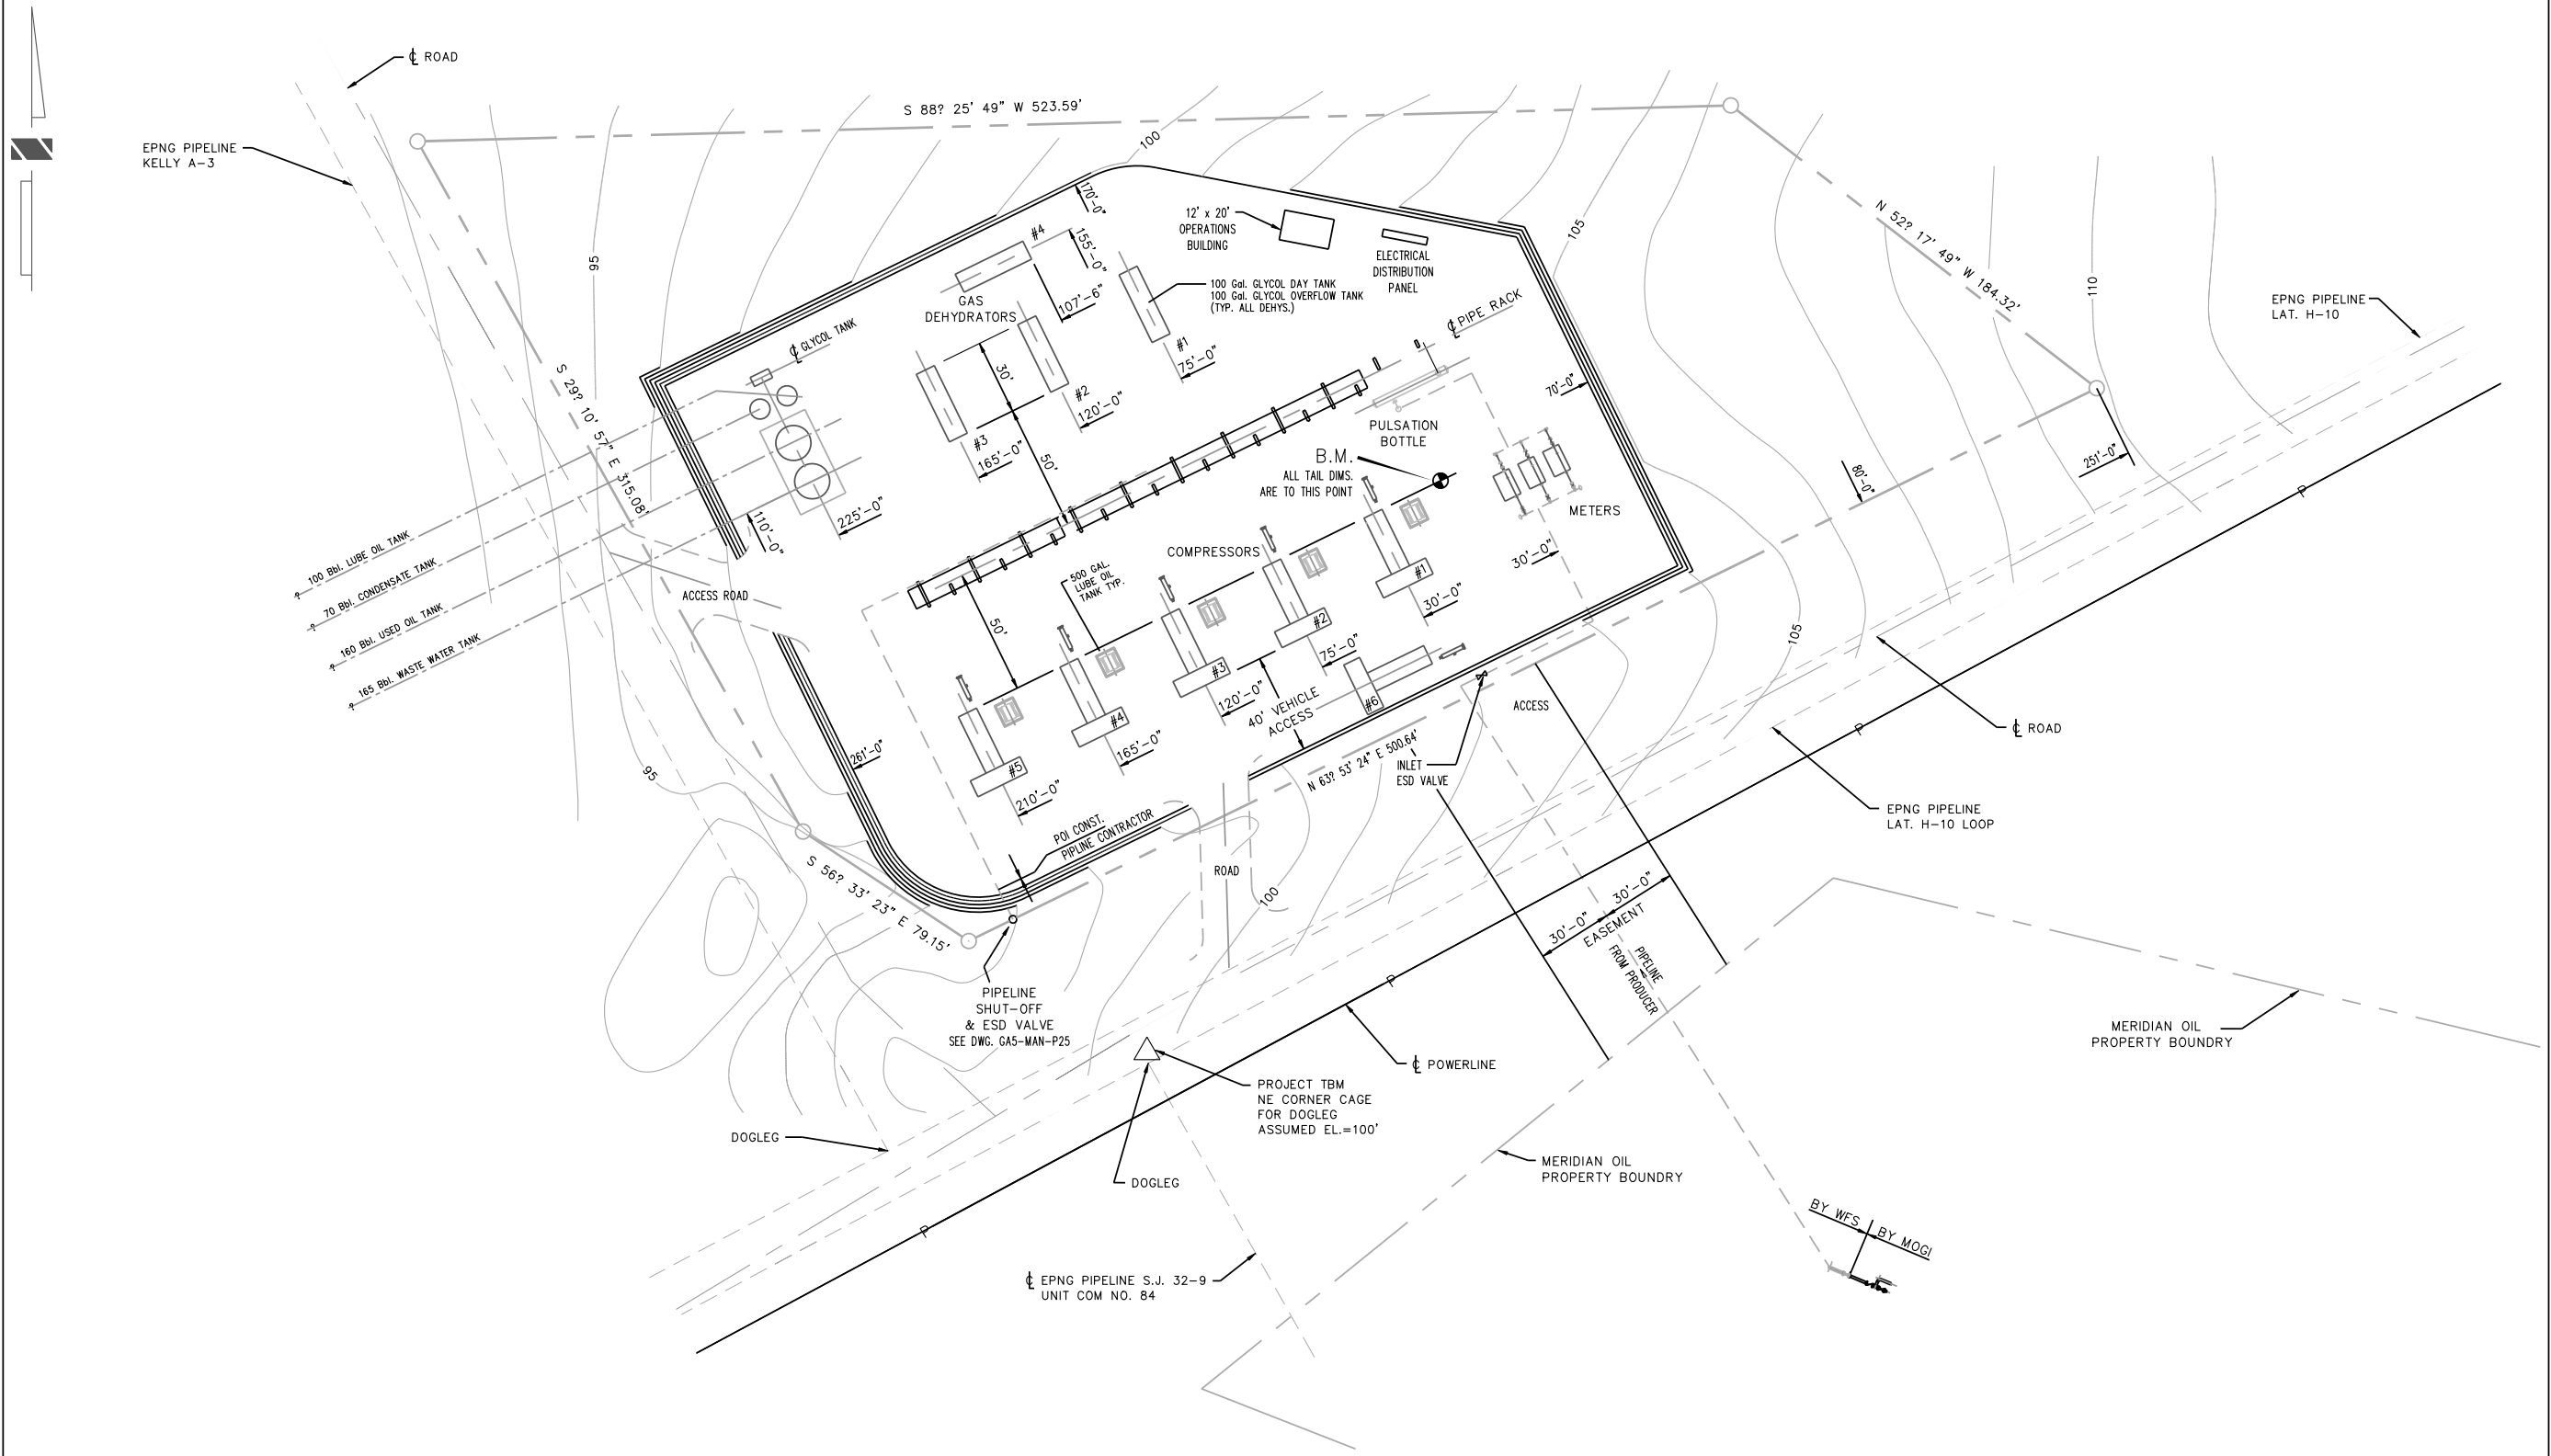 ℄ ROAD
EPNG PIPELINE
KELLY A-3
S 88? 25' 49" W 523.59'
100
95
170'-0"
#4
155'-0"
12' x 20'
OPERATIONS
BUILDING
ELECTRICAL
DISTRIBUTION
PANEL
105
N 52? 17' 49" W 184.32'
110
EPNG PIPELINE
LAT. H-10
GAS
DEHYDRATORS
107'-6"
100 Gal. GLYCOL DAY TANK
100 Gal. GLYCOL OVERFLOW TANK
(TYP. ALL DEHYS.)
℄ PIPE RACK
℄ GLYCOL TANK
#1
75'-0"
30'
#2
120'-0"
70'-0"
S 29? 10' 57" E 315.08'
#3
165'-0"
50'
PULSATION
BOTTLE
B.M.
ALL TAIL DIMS.
ARE TO THIS POINT
80'-0"
251'-0"
225'-0"
110'-0"
METERS
COMPRESSORS
30'-0"
100 Bbl. LUBE OIL TANK
70 Bbl. CONDENSATE TANK
160 Bbl. USED OIL TANK
165 Bbl. WASTE WATER TANK
?
?
?
?
P
ACCESS ROAD
500 GAL.
LUBE OIL
TANK TYP.
#1
30'-0"
50'
#2
75'-0"
105
#3
120'-0"
40' VEHICLE
ACCESS
#6
ACCESS
#4
165'-0"
℄ ROAD
P
261'-0"
95
#5
210'-0"
N 63? 53' 24" E 500.64'
INLET
ESD VALVE
EPNG PIPELINE
LAT. H-10 LOOP
POI CONST.
PIPLINE CONTRACTOR
S 56? 33' 23" E 79.15'
ROAD
100
30'-0"
30'-0"
EASEMENT
PIPELINE
FROM PRODUCER
P
PIPELINE
SHUT-OFF
& ESD VALVE
SEE DWG. GA5-MAN-P25
MERIDIAN OIL
PROPERTY BOUNDRY
℄ POWERLINE
PROJECT TBM
NE CORNER CAGE
FOR DOGLEG
ASSUMED EL.=100'
DOGLEG
DOGLEG
MERIDIAN OIL
PROPERTY BOUNDRY
P
BY WFS
BY MOGI
℄ EPNG PIPELINE S.J. 32-9
UNIT COM NO. 84